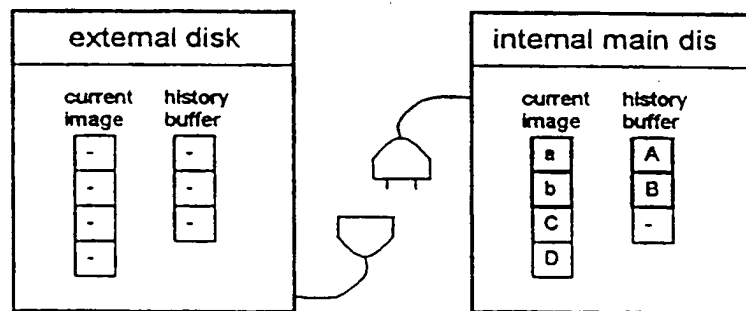 external disk
current image
history buffer
-
-
-
-
-
-
-
internal main dis
current image
history buffer
a
A
b
B
C
-
D